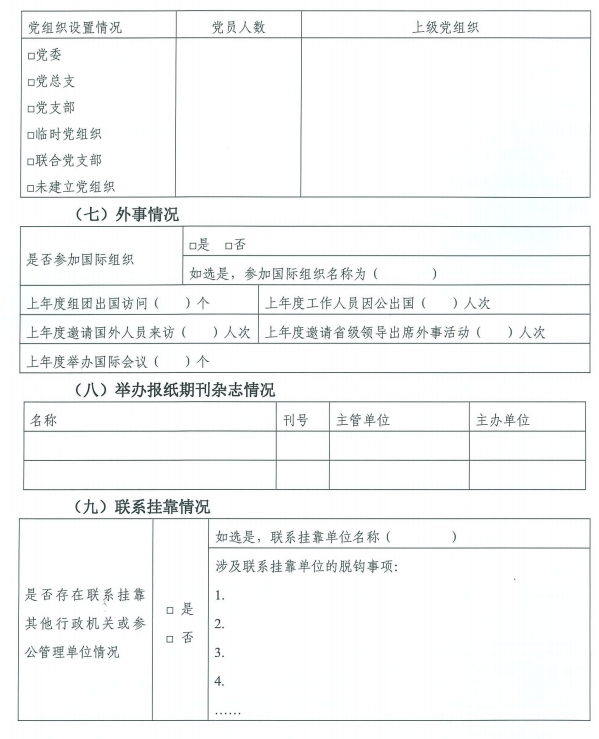 党组织设置情况 党员人数 上级党组织
□党委
□党总支
□党支部
□临时党组织
□联合党支部
□未建立党组织
（七）外事情况
是否参加国际组织
□是 □否
如选是，参加国际组织名称为（ ）
上年度组团出国访问（ ）个 上年度工作人员因公出国（ ）人次
上年度邀请国外人员来访（ ）人次 上年度邀请省级领导出席外事活动（ ）人次
上年度举办国际会议（ ）个
（八）举办报纸期刊杂志情况
名称 刊号 主管单位 主办单位
（九）联系挂靠情况
是否存在联系挂靠
其他行政机关或参
公管理单位情况
□ 是
□ 否
如选是，联系挂靠单位名称（ ）
涉及联系挂靠单位的脱钩事项：
1.
2.
3.
4.
……